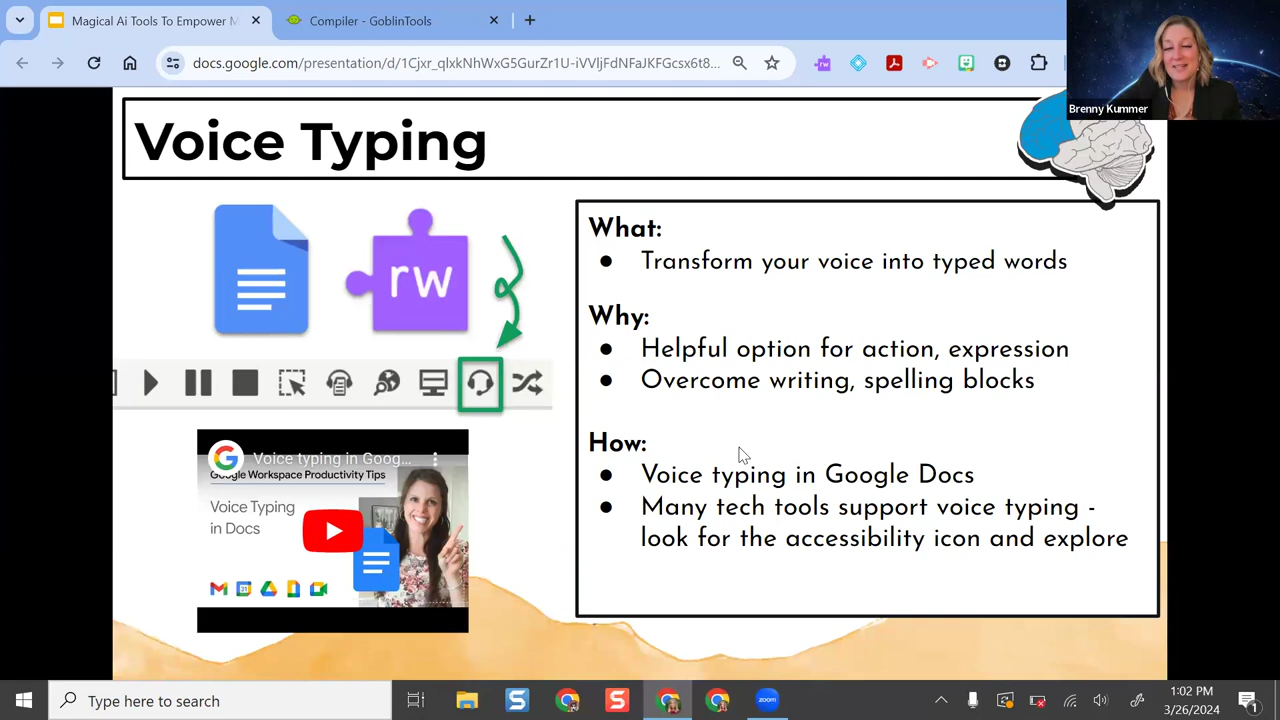 Magical Ai Tools To Empower M
Compiler - GoblinTools
docs.google.com/presentation/d/1Cjxr_qlxkNhWxG5GurZr1U-iVVljFdNFaJKFGcsx6t8...
Brenny Kummer
Voice Typing
rw
What:
● Transform your voice into typed words
Why:
● Helpful option for action, expression
● Overcome writing, spelling blocks
How:
● Voice typing in Google Docs
● Many tech tools support voice typing -
look for the accessibility icon and explore
Voice typing in Goog...
Google Workspace Productivity Tips
Voice Typing
in Docs
Type here to search
zoom
1:02 PM
3/26/2024
1